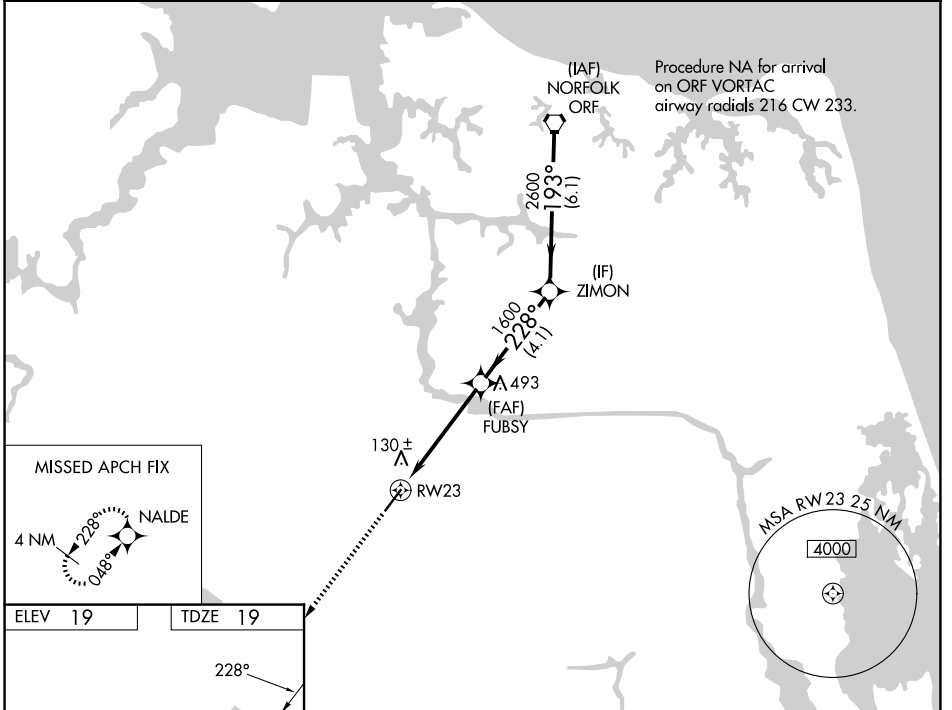 (IAF)
NORFOLK
ORF
Procedure NA for arrival
on ORF VORTAC
airway radials 216 CW 233.
2600
193°
(6.1)
(IF)
ZIMON
1600
228°
(4.1)
493
(FAF)
FUBSY
130 ±
RW23
MISSED APCH FIX
NALDE
4 NM
228°
048°
MSA RW23 25 NM
4000
ELEV 19
TDZE 19
228°